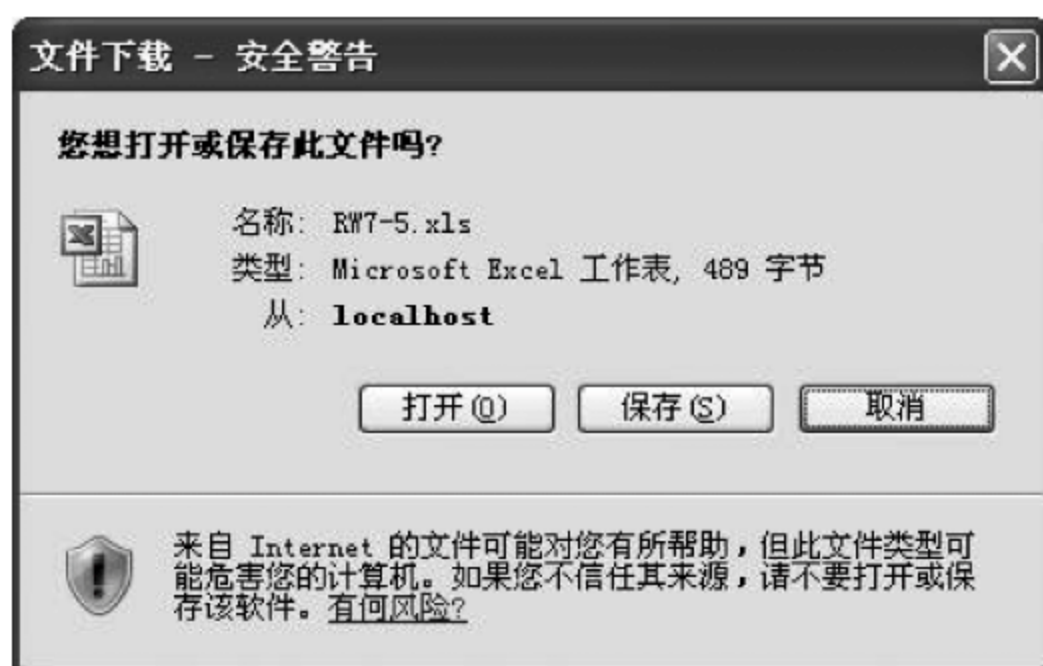 文件下载 - 安全警告
您想打开或保存此文件吗?
名称: RW7-5.xls
类型: Microsoft Excel 工作表, 489 字节
从: localhost
打开(O) 保存(S) 取消
来自 Internet 的文件可能对您有所帮助，但此文件类型可
能危害您的计算机。如果您不信任其来源，请不要打开或保
存该软件。有何风险?